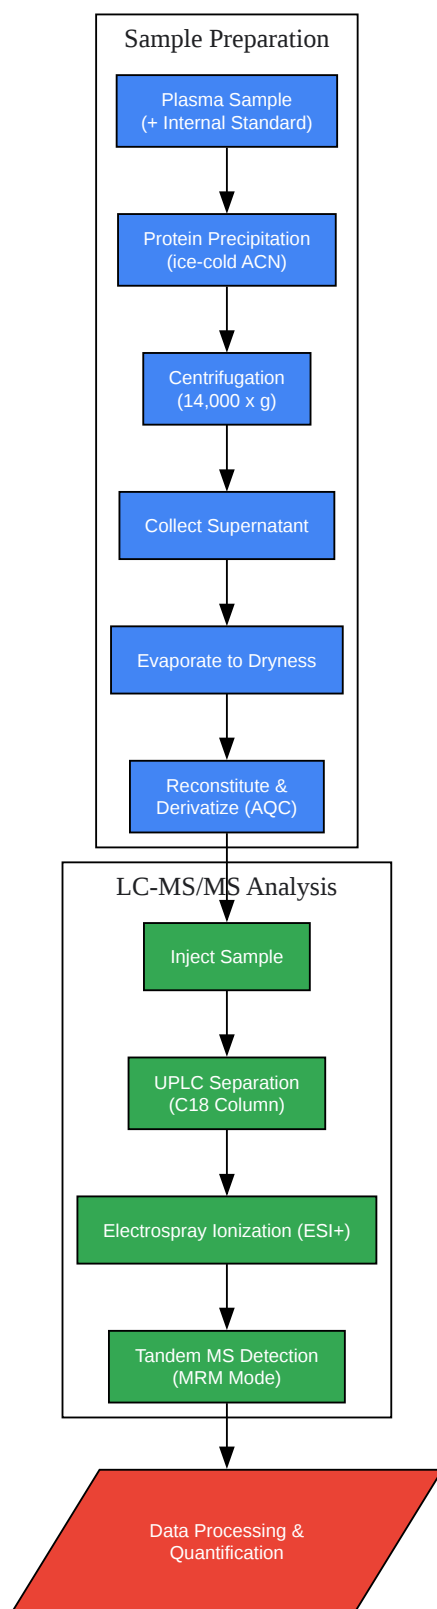 Sample Preparation
Plasma Sample
(+ Internal Standard)
Protein Precipitation
(ice-cold ACN)
Centrifugation
(14,000 x g)
Collect Supernatant
Evaporate to Dryness
Reconstitute &
Derivatize (AQC)
LC-MS/MS Analysis
Inject Sample
UPLC Separation
(C18 Column)
Electrospray Ionization (ESI+)
Tandem MS Detection
(MRM Mode)
Data Processing &
Quantification